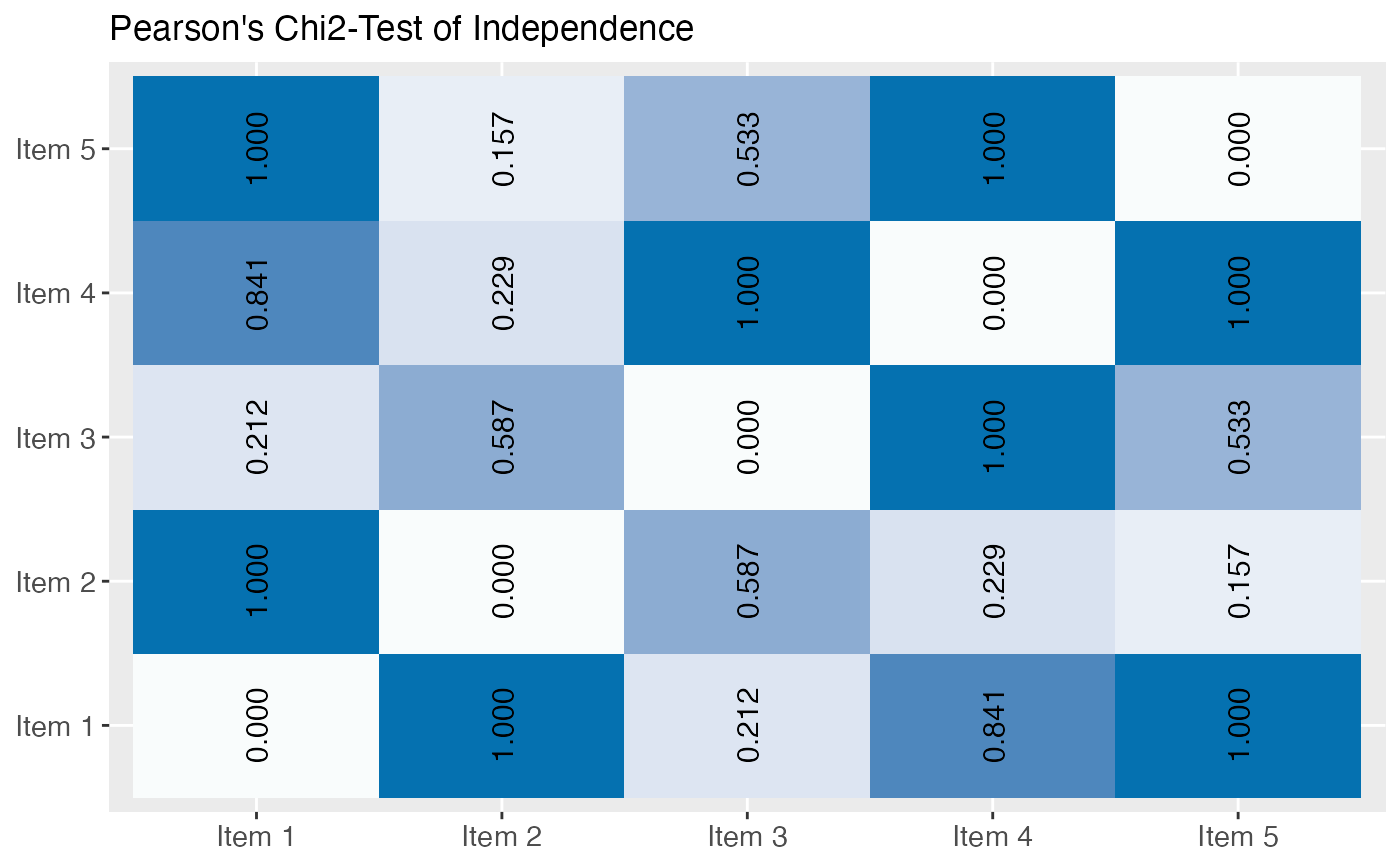 Pearson's Chi2-Test of Independence
Item 5 1.000 0.157 0.533 1.000 0.000
Item 4 0.841 0.229 1.000 0.000 1.000
Item 3 0.212 0.587 0.000 1.000 0.533
Item 2 1.000 0.000 0.587 0.229 0.157
Item 1 0.000 1.000 0.212 0.841 1.000
Item 1 Item 2 Item 3 Item 4 Item 5